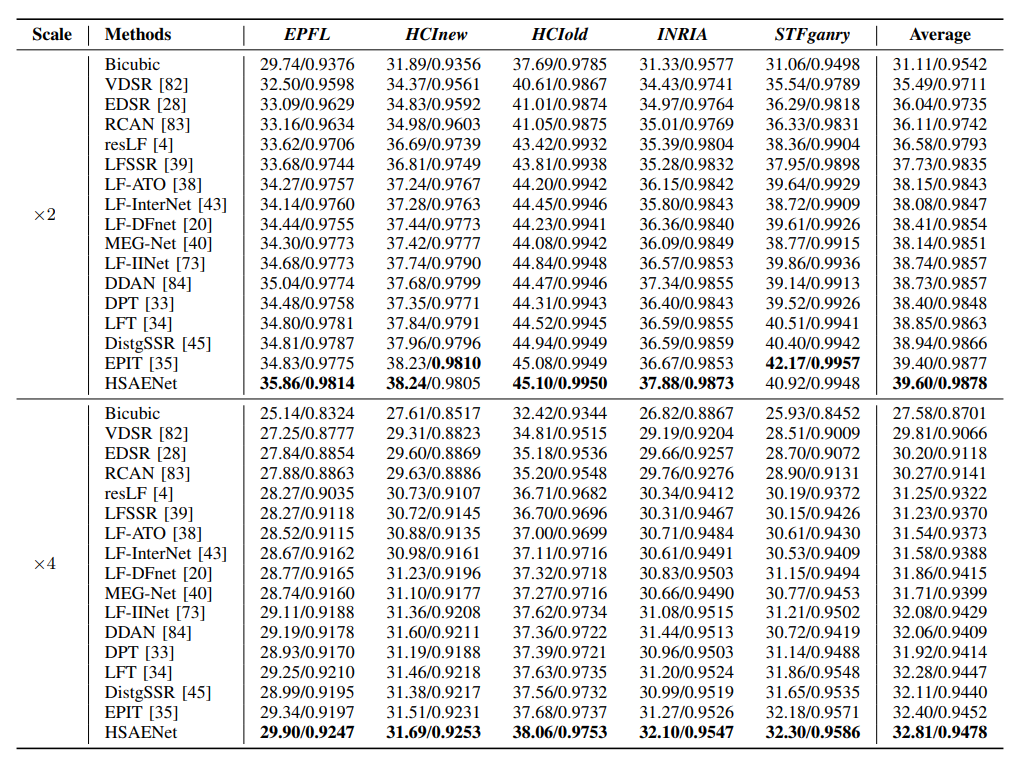 Scale Methods EPFL HCInew HCIold INRIA STFganry Average
Bicubic 29.74/0.9376 31.89/0.9356 37.69/0.9785 31.33/0.9577 31.06/0.9498 31.11/0.9542
VDSR [82] 32.50/0.9598 34.37/0.9561 40.61/0.9867 34.43/0.9741 35.54/0.9789 35.49/0.9711
EDSR [28] 33.09/0.9629 34.83/0.9592 41.01/0.9874 34.97/0.9764 36.29/0.9818 36.04/0.9735
RCAN [83] 33.16/0.9634 34.98/0.9603 41.05/0.9875 35.01/0.9769 36.33/0.9831 36.11/0.9742
resLF [4] 33.62/0.9706 36.69/0.9739 43.42/0.9932 35.39/0.9804 38.36/0.9904 36.58/0.9793
LFSSR [39] 33.68/0.9744 36.81/0.9749 43.81/0.9938 35.28/0.9832 37.95/0.9898 37.73/0.9835
LF-ATO [38] 34.27/0.9757 37.24/0.9767 44.20/0.9942 36.15/0.9842 39.64/0.9929 38.15/0.9843
×2 LF-InterNet [43] 34.14/0.9760 37.28/0.9763 44.45/0.9946 35.80/0.9843 38.72/0.9909 38.08/0.9847
LF-DFnet [20] 34.44/0.9755 37.44/0.9773 44.23/0.9941 36.36/0.9840 39.61/0.9926 38.41/0.9854
MEG-Net [40] 34.30/0.9773 37.42/0.9777 44.08/0.9942 36.09/0.9849 38.77/0.9915 38.14/0.9851
LF-IINet [73] 34.68/0.9773 37.74/0.9790 44.84/0.9948 36.57/0.9853 39.86/0.9936 38.74/0.9857
DDAN [84] 35.04/0.9774 37.68/0.9799 44.47/0.9946 37.34/0.9855 39.14/0.9913 38.73/0.9857
DPT [33] 34.48/0.9758 37.35/0.9771 44.31/0.9943 36.40/0.9843 39.52/0.9926 38.40/0.9848
LFT [34] 34.80/0.9781 37.84/0.9791 44.52/0.9945 36.59/0.9855 40.51/0.9941 38.85/0.9863
DistgSSR [45] 34.81/0.9787 37.96/0.9796 44.94/0.9949 36.59/0.9859 40.40/0.9942 38.94/0.9866
EPIT [35] 34.83/0.9775 38.23/0.9810 45.08/0.9949 36.67/0.9853 42.17/0.9957 39.40/0.9877
HSAENet 35.86/0.9814 38.24/0.9805 45.10/0.9950 37.88/0.9873 40.92/0.9948 39.60/0.9878
Bicubic 25.14/0.8324 27.61/0.8517 32.42/0.9344 26.82/0.8867 25.93/0.8452 27.58/0.8701
VDSR [82] 27.25/0.8777 29.31/0.8823 34.81/0.9515 29.19/0.9204 28.51/0.9009 29.81/0.9066
EDSR [28] 27.84/0.8854 29.60/0.8869 35.18/0.9536 29.66/0.9257 28.70/0.9072 30.20/0.9118
RCAN [83] 27.88/0.8863 29.63/0.8886 35.20/0.9548 29.76/0.9276 28.90/0.9131 30.27/0.9141
resLF [4] 28.27/0.9035 30.73/0.9107 36.71/0.9682 30.34/0.9412 30.19/0.9372 31.25/0.9322
LFSSR [39] 28.27/0.9118 30.72/0.9145 36.70/0.9696 30.31/0.9467 30.15/0.9426 31.23/0.9370
LF-ATO [38] 28.52/0.9115 30.88/0.9135 37.00/0.9699 30.71/0.9484 30.61/0.9430 31.54/0.9373
×4 LF-InterNet [43] 28.67/0.9162 30.98/0.9161 37.11/0.9716 30.61/0.9491 30.53/0.9409 31.58/0.9388
LF-DFnet [20] 28.77/0.9165 31.23/0.9196 37.32/0.9718 30.83/0.9503 31.15/0.9494 31.86/0.9415
MEG-Net [40] 28.74/0.9160 31.10/0.9177 37.27/0.9716 30.66/0.9490 30.77/0.9453 31.71/0.9399
LF-IINet [73] 29.11/0.9188 31.36/0.9208 37.62/0.9734 31.08/0.9515 31.21/0.9502 32.08/0.9429
DDAN [84] 29.19/0.9178 31.60/0.9211 37.36/0.9722 31.44/0.9513 30.72/0.9419 32.06/0.9409
DPT [33] 28.93/0.9170 31.19/0.9188 37.39/0.9721 30.96/0.9503 31.14/0.9488 31.92/0.9414
LFT [34] 29.25/0.9210 31.46/0.9218 37.63/0.9735 31.20/0.9524 31.86/0.9548 32.28/0.9447
DistgSSR [45] 28.99/0.9195 31.38/0.9217 37.56/0.9732 30.99/0.9519 31.65/0.9535 32.11/0.9440
EPIT [35] 29.34/0.9197 31.51/0.9231 37.68/0.9737 31.27/0.9526 32.18/0.9571 32.40/0.9452
HSAENet 29.90/0.9247 31.69/0.9253 38.06/0.9753 32.10/0.9547 32.30/0.9586 32.81/0.9478